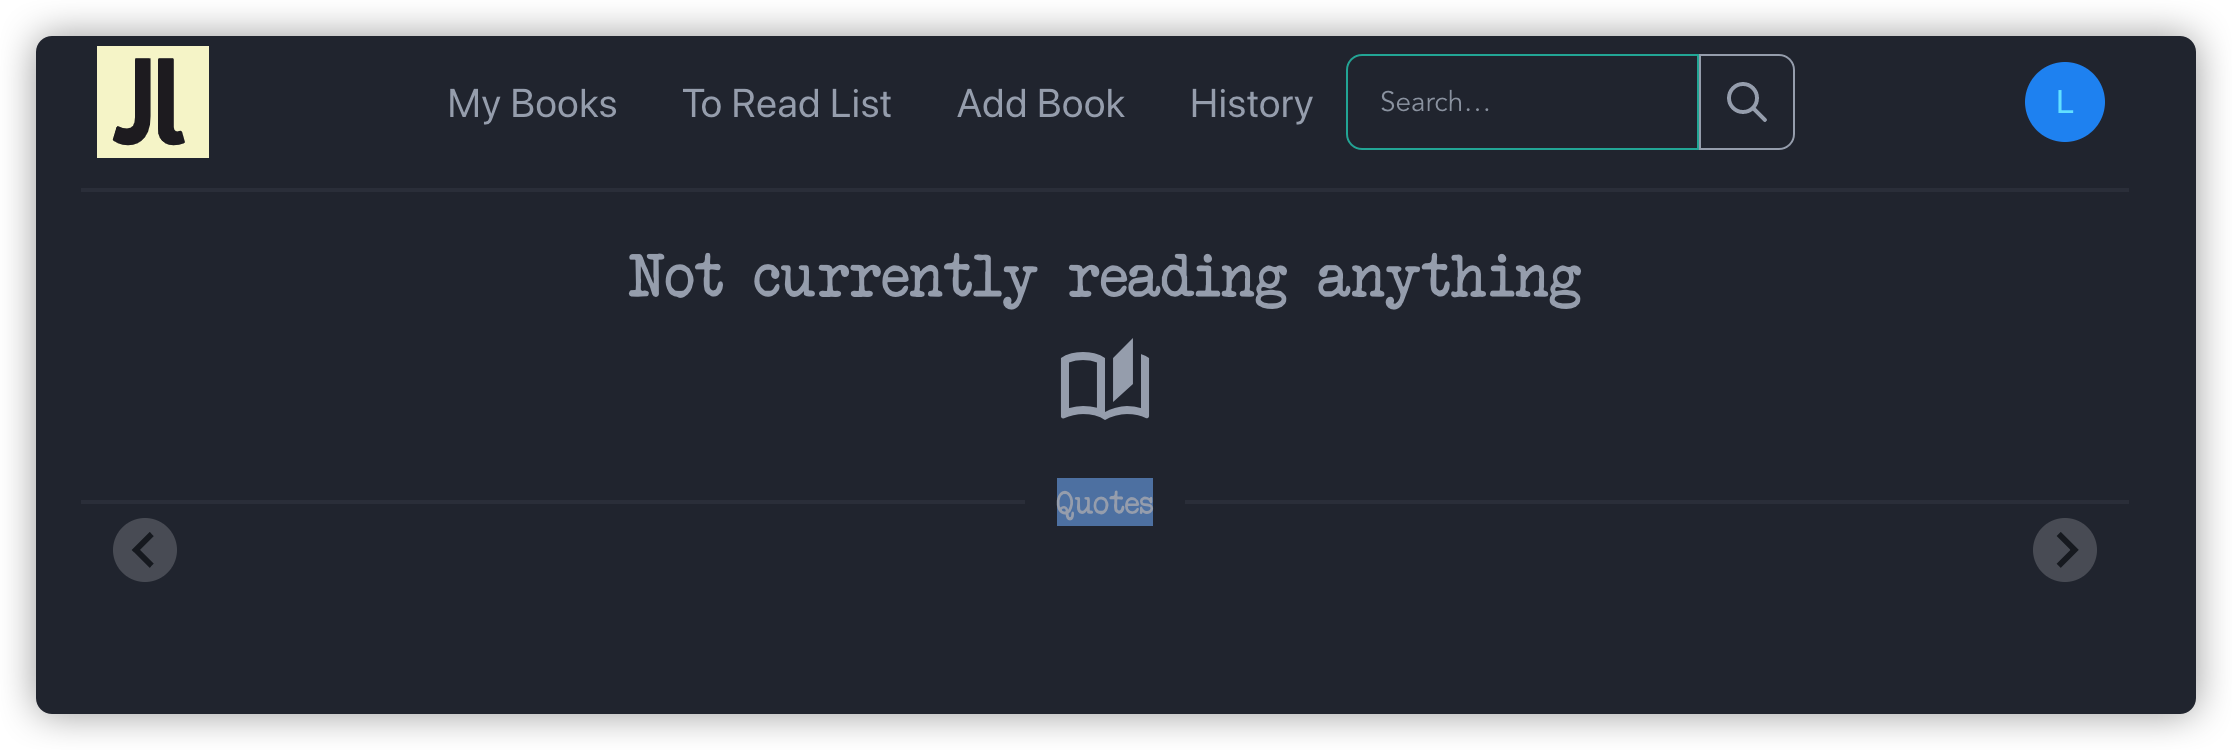 JL
My Books To Read List Add Book History Search... L
Not currently reading anything
Quotes